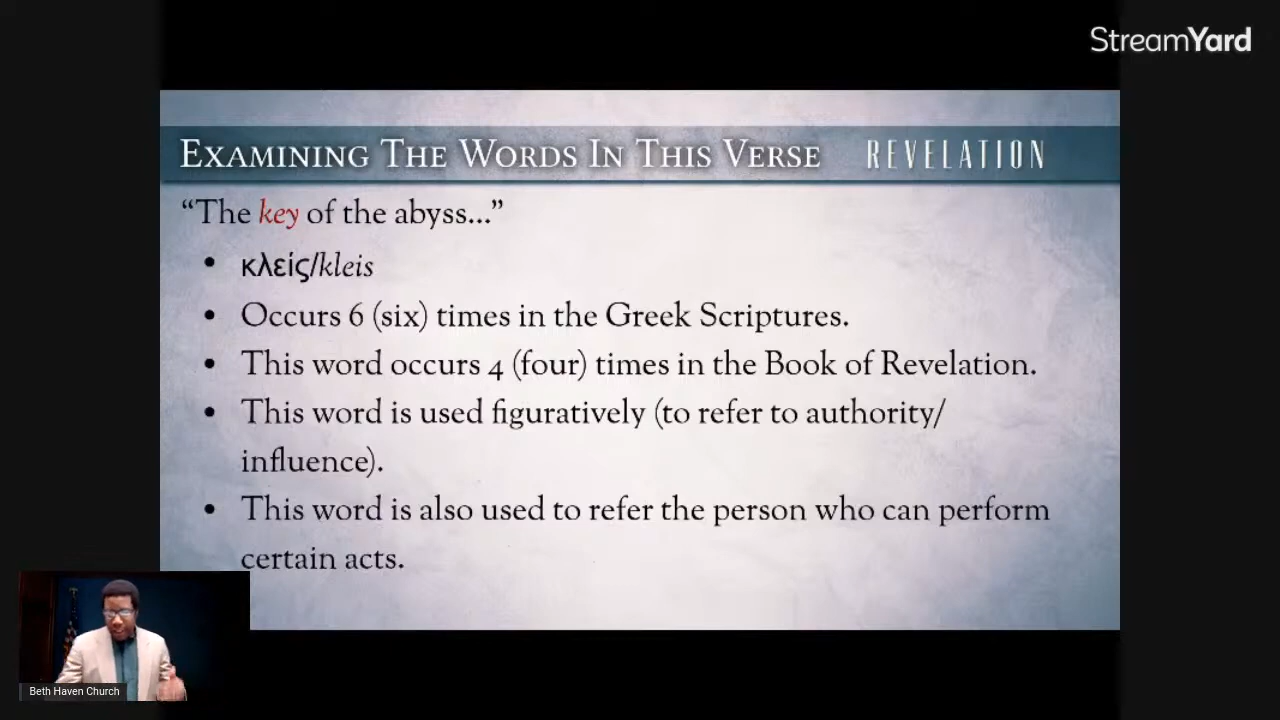 StreamYard
EXAMINING THE WORDS IN THIS VERSE REVELATION
“The key of the abyss...”
• κλείς/kleis
• Occurs 6 (six) times in the Greek Scriptures.
• This word occurs 4 (four) times in the Book of Revelation.
• This word is used figuratively (to refer to authority/
influence).
• This word is also used to refer the person who can perform
certain acts.
Beth Haven Church